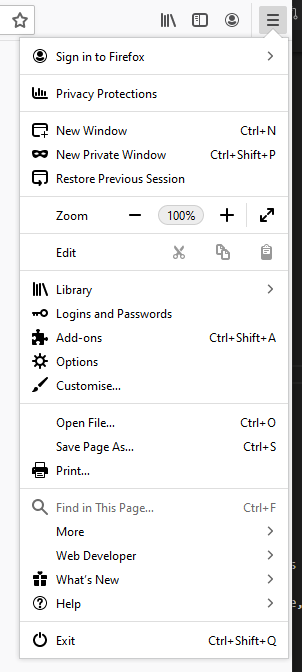 Sign in to Firefox
Privacy Protections
New Window Ctrl+N
New Private Window Ctrl+Shift+P
Restore Previous Session
Zoom 100%
Edit
Library
Logins and Passwords
Add-ons Ctrl+Shift+A
Options
Customise...
Open File... Ctrl+O
Save Page As... Ctrl+S
Print...
Find in This Page... Ctrl+F
More
Web Developer
What's New
Help
Exit Ctrl+Shift+Q